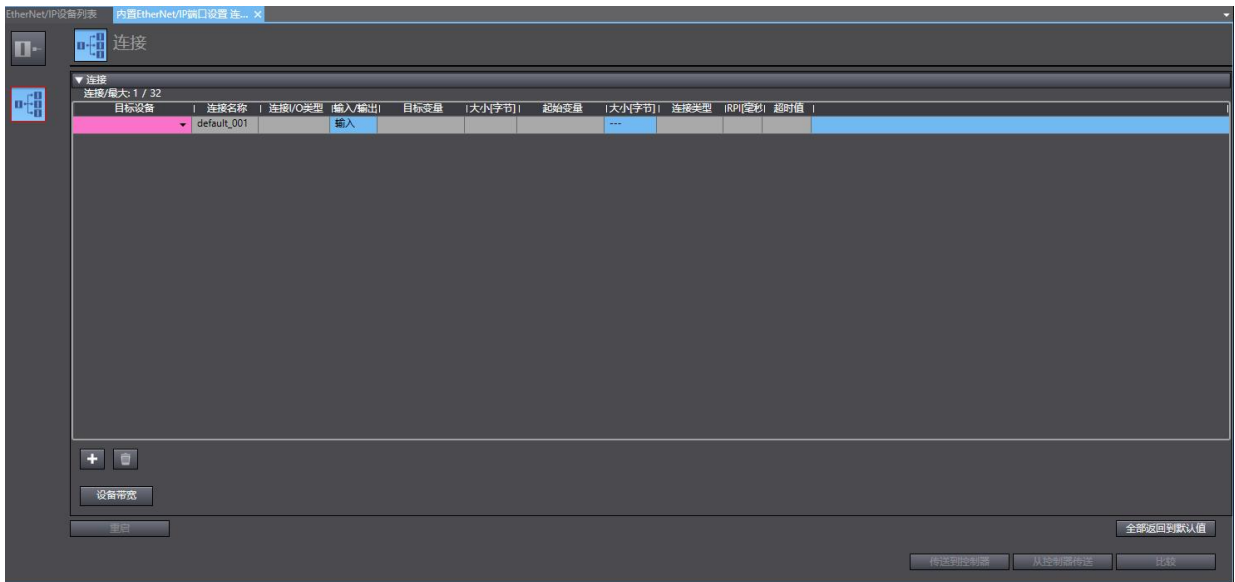 EtherNet/IP设备列表 内置EtherNet/IP端口设置 连...
连接
▼连接
连接/最大: 1 / 32
目标设备 连接名称 连接I/O类型 输入/输出 目标变量 大小[字节] 起始变量 大小[字节] 连接类型 RPI[毫秒] 超时值
default_001 输入 ---
设备带宽
重启 全部返回到默认值
传送到控制器 从控制器传送 比较